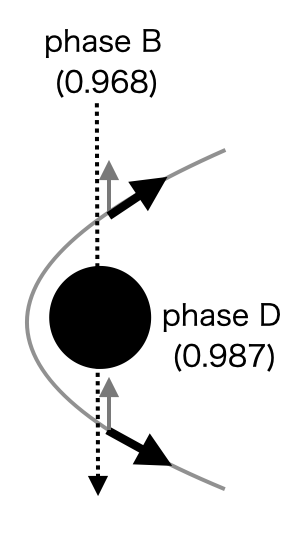 phase B
(0.968)
phase D
(0.987)